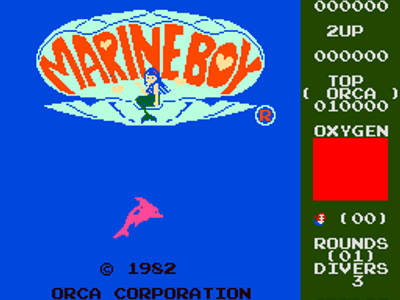 MARINE BOY
®
© 1982
ORCA CORPORATION
000000
2UP
000000
TOP
( ORCA )
010000
OXYGEN
(00)
ROUNDS
(01)
DIVERS
3